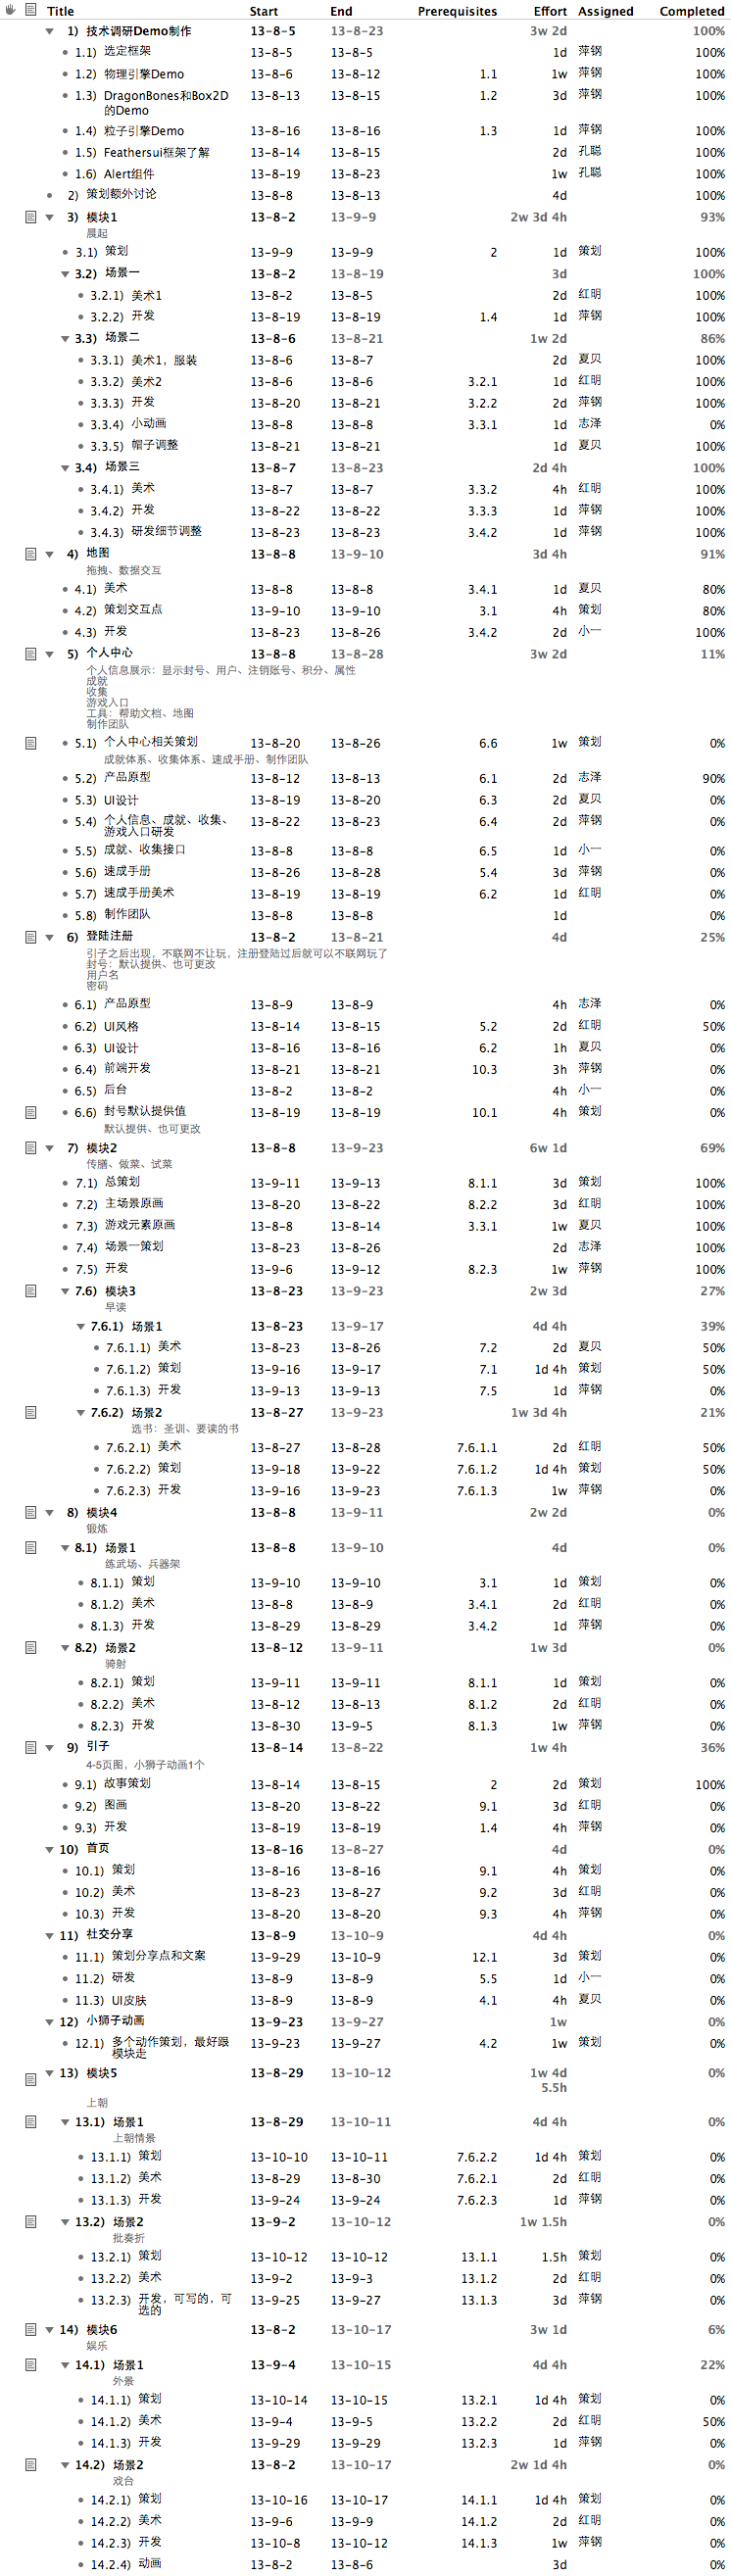 Title Start End Prerequisites Effort Assigned Completed
1) 技术调研Demo制作 13-8-5 13-8-23 3w 2d 100%
1.1) 选定框架 13-8-5 13-8-5 1d 萍钢 100%
1.2) 物理引擎Demo 13-8-6 13-8-12 1.1 1w 萍钢 100%
1.3) DragonBones和Box2D 13-8-13 13-8-15 1.2 3d 萍钢 100%
的Demo
1.4) 粒子引擎Demo 13-8-16 13-8-16 1.3 1d 萍钢 100%
1.5) Feathersui框架了解 13-8-14 13-8-15 2d 孔聪 100%
1.6) Alert组件 13-8-19 13-8-23 1w 孔聪 100%
2) 策划额外讨论 13-8-8 13-8-13 4d 100%
3) 模块1 13-8-2 13-9-9 2w 3d 4h 93%
晨起
3.1) 策划 13-9-9 13-9-9 2 1d 策划 100%
3.2) 场景一 13-8-2 13-8-19 3d 100%
3.2.1) 美术1 13-8-2 13-8-5 2d 红明 100%
3.2.2) 开发 13-8-19 13-8-19 1.4 1d 萍钢 100%
3.3) 场景二 13-8-6 13-8-21 1w 2d 86%
3.3.1) 美术1，服装 13-8-6 13-8-7 2d 夏贝 100%
3.3.2) 美术2 13-8-6 13-8-6 3.2.1 1d 红明 100%
3.3.3) 开发 13-8-20 13-8-21 3.2.2 2d 萍钢 100%
3.3.4) 小动画 13-8-8 13-8-8 3.3.1 1d 志泽 0%
3.3.5) 帽子调整 13-8-21 13-8-21 1d 夏贝 100%
3.4) 场景三 13-8-7 13-8-23 2d 4h 100%
3.4.1) 美术 13-8-7 13-8-7 3.3.2 4h 红明 100%
3.4.2) 开发 13-8-22 13-8-22 3.3.3 1d 萍钢 100%
3.4.3) 研发细节调整 13-8-23 13-8-23 3.4.2 1d 萍钢 100%
4) 地图 13-8-8 13-9-10 3d 4h 91%
拖拽、数据交互
4.1) 美术 13-8-8 13-8-8 3.4.1 1d 夏贝 80%
4.2) 策划交互点 13-9-10 13-9-10 3.1 4h 策划 80%
4.3) 开发 13-8-23 13-8-26 3.4.2 2d 小一 100%
5) 个人中心 13-8-8 13-8-28 3w 2d 11%
个人信息展示：显示封号、用户、注销账号、积分、属性
成就
收集
游戏入口
工具：帮助文档、地图
制作团队
5.1) 个人中心相关策划 13-8-20 13-8-26 6.6 1w 策划 0%
成就体系、收集体系、速成手册、制作团队
5.2) 产品原型 13-8-12 13-8-13 6.1 2d 志泽 90%
5.3) UI设计 13-8-19 13-8-20 6.3 2d 夏贝 0%
5.4) 个人信息、成就、收集、 13-8-22 13-8-23 6.4 2d 萍钢 0%
游戏入口研发
5.5) 成就、收集接口 13-8-8 13-8-8 6.5 1d 小一 0%
5.6) 速成手册 13-8-26 13-8-28 5.4 3d 萍钢 0%
5.7) 速成手册美术 13-8-19 13-8-19 6.2 1d 红明 0%
5.8) 制作团队 13-8-8 13-8-8 1d 0%
6) 登陆注册 13-8-2 13-8-21 4d 25%
引子之后出现，不联网不让玩，注册登陆过后就可以不联网玩了
封号：默认提供、也可更改
用户名
密码
6.1) 产品原型 13-8-9 13-8-9 4h 志泽 0%
6.2) UI风格 13-8-14 13-8-15 5.2 2d 红明 50%
6.3) UI设计 13-8-16 13-8-16 6.2 1h 夏贝 0%
6.4) 前端开发 13-8-21 13-8-21 10.3 3h 萍钢 0%
6.5) 后台 13-8-2 13-8-2 4h 小一 0%
6.6) 封号默认提供值 13-8-19 13-8-19 10.1 4h 策划 0%
默认提供、也可更改
7) 模块2 13-8-8 13-9-23 6w 1d 69%
传膳、做菜、试菜
7.1) 总策划 13-9-11 13-9-13 8.1.1 3d 策划 100%
7.2) 主场景原画 13-8-20 13-8-22 8.2.2 3d 红明 100%
7.3) 游戏元素原画 13-8-8 13-8-14 3.3.1 1w 夏贝 100%
7.4) 场景一策划 13-8-23 13-8-26 2d 志泽 100%
7.5) 开发 13-9-6 13-9-12 8.2.3 1w 萍钢 100%
7.6) 模块3 13-8-23 13-9-23 2w 3d 27%
早读
7.6.1) 场景1 13-8-23 13-9-17 4d 4h 39%
7.6.1.1) 美术 13-8-23 13-8-26 7.2 2d 夏贝 50%
7.6.1.2) 策划 13-9-16 13-9-17 7.1 1d 4h 策划 50%
7.6.1.3) 开发 13-9-13 13-9-13 7.5 1d 萍钢 0%
7.6.2) 场景2 13-8-27 13-9-23 1w 3d 4h 21%
选书：圣训、要读的书
7.6.2.1) 美术 13-8-27 13-8-28 7.6.1.1 2d 红明 50%
7.6.2.2) 策划 13-9-18 13-9-22 7.6.1.2 1d 4h 策划 50%
7.6.2.3) 开发 13-9-16 13-9-23 7.6.1.3 1w 萍钢 0%
8) 模块4 13-8-8 13-9-11 2w 2d 0%
锻炼
8.1) 场景1 13-8-8 13-9-10 4d 0%
练武场、兵器架
8.1.1) 策划 13-9-10 13-9-10 3.1 1d 策划 0%
8.1.2) 美术 13-8-8 13-8-9 3.4.1 2d 红明 0%
8.1.3) 开发 13-8-29 13-8-29 3.4.2 1d 萍钢 0%
8.2) 场景2 13-8-12 13-9-11 1w 3d 0%
骑射
8.2.1) 策划 13-9-11 13-9-11 8.1.1 1d 策划 0%
8.2.2) 美术 13-8-12 13-8-13 8.1.2 2d 红明 0%
8.2.3) 开发 13-8-30 13-9-5 8.1.3 1w 萍钢 0%
9) 引子 13-8-14 13-8-22 1w 4h 36%
4-5页图，小狮子动画1个
9.1) 故事策划 13-8-14 13-8-15 2 2d 策划 100%
9.2) 图画 13-8-20 13-8-22 9.1 3d 红明 0%
9.3) 开发 13-8-19 13-8-19 1.4 4h 萍钢 0%
10) 首页 13-8-16 13-8-27 4d 0%
10.1) 策划 13-8-16 13-8-16 9.1 4h 策划 0%
10.2) 美术 13-8-23 13-8-27 9.2 3d 红明 0%
10.3) 开发 13-8-20 13-8-20 9.3 4h 萍钢 0%
11) 社交分享 13-8-9 13-10-9 4d 4h 0%
11.1) 策划分享点和文案 13-9-29 13-10-9 12.1 3d 策划 0%
11.2) 研发 13-8-9 13-8-9 5.5 1d 小一 0%
11.3) UI皮肤 13-8-9 13-8-9 4.1 4h 夏贝 0%
12) 小狮子动画 13-9-23 13-9-27 1w 0%
12.1) 多个动作策划，最好跟 13-9-23 13-9-27 4.2 1w 策划 0%
模块走
13) 模块5 13-8-29 13-10-12 1w 4d 0%
5.5h
上朝
13.1) 场景1 13-8-29 13-10-11 4d 4h 0%
上朝情景
13.1.1) 策划 13-10-10 13-10-11 7.6.2.2 1d 4h 策划 0%
13.1.2) 美术 13-8-29 13-8-30 7.6.2.1 2d 红明 0%
13.1.3) 开发 13-9-24 13-9-24 7.6.2.3 1d 萍钢 0%
13.2) 场景2 13-9-2 13-10-12 1w 1.5h 0%
批奏折
13.2.1) 策划 13-10-12 13-10-12 13.1.1 1.5h 策划 0%
13.2.2) 美术 13-9-2 13-9-3 13.1.2 2d 红明 0%
13.2.3) 开发，可写的，可 13-9-25 13-9-27 13.1.3 3d 萍钢 0%
选的
14) 模块6 13-8-2 13-10-17 3w 1d 6%
娱乐
14.1) 场景1 13-9-4 13-10-15 4d 4h 22%
外景
14.1.1) 策划 13-10-14 13-10-15 13.2.1 1d 4h 策划 0%
14.1.2) 美术 13-9-4 13-9-5 13.2.2 2d 红明 50%
14.1.3) 开发 13-9-29 13-9-29 13.2.3 1d 萍钢 0%
14.2) 场景2 13-8-2 13-10-17 2w 1d 4h 0%
戏台
14.2.1) 策划 13-10-16 13-10-17 14.1.1 1d 4h 策划 0%
14.2.2) 美术 13-9-6 13-9-9 14.1.2 2d 红明 0%
14.2.3) 开发 13-10-8 13-10-12 14.1.3 1w 萍钢 0%
14.2.4) 动画 13-8-2 13-8-6 3d 0%